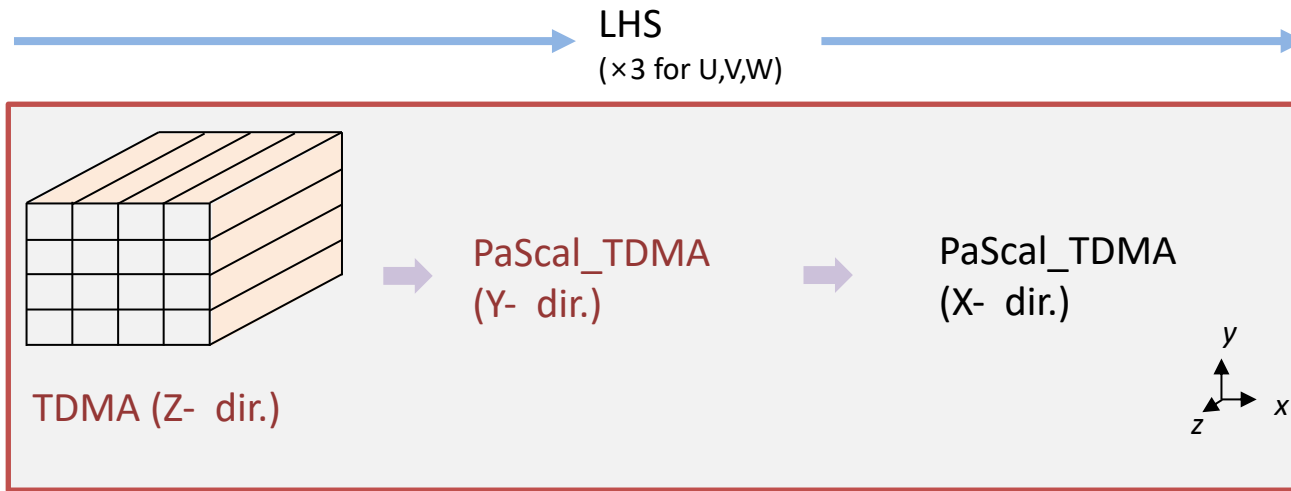 LHS
(×3 for U,V,W)
TDMA (Z- dir.)
PaScal_TDMA
(Y- dir.)
PaScal_TDMA
(X- dir.)
y
x
z